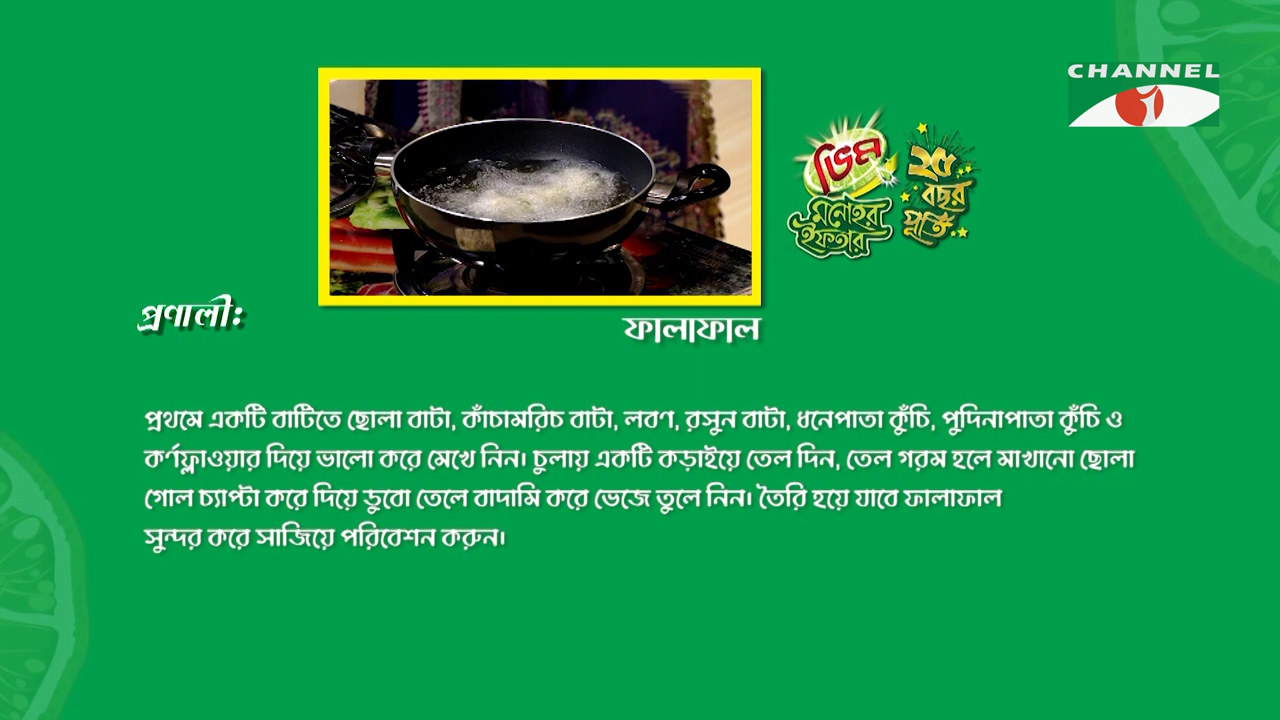 CHANNEL
i
ভিম
মনোহর
ইফতার
২৫
বছর
পূর্তি
প্রণালী:
ফালাফাল
প্রথমে একটি বাটিতে ছোলা বাটা, কাঁচামরিচ বাটা, লবণ, রসুন বাটা, ধনেপাতা কুঁচি, পুদিনাপাতা কুঁচি ও
কর্ণফ্লাওয়ার দিয়ে ভালো করে মেখে নিন। চুলায় একটি কড়াইয়ে তেল দিন, তেল গরম হলে মাখানো ছোলা
গোল চ্যাপ্টা করে দিয়ে ডুবো তেলে বাদামি করে ভেজে তুলে নিন। তৈরি হয়ে যাবে ফালাফাল
সুন্দর করে সাজিয়ে পরিবেশন করুন।